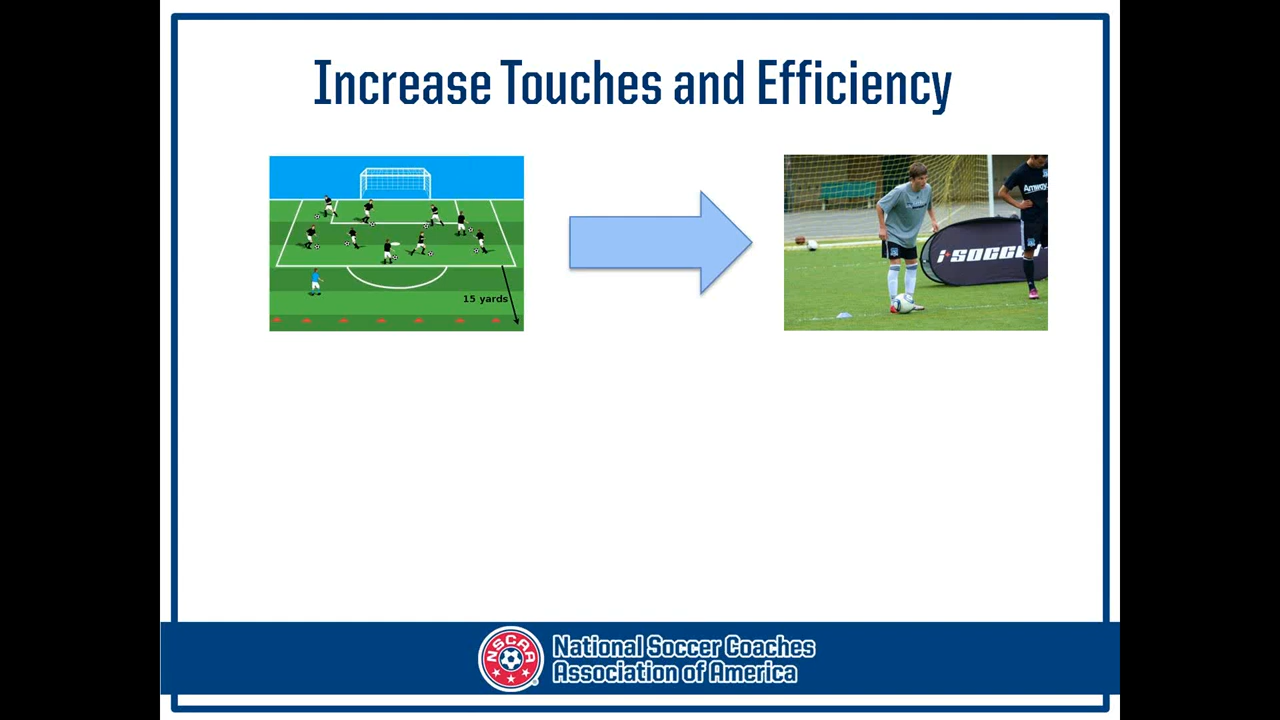 Increase Touches and Efficiency
15 yards
Amway
i-SOCCER
NSCAA
National Soccer Coaches
Association of America